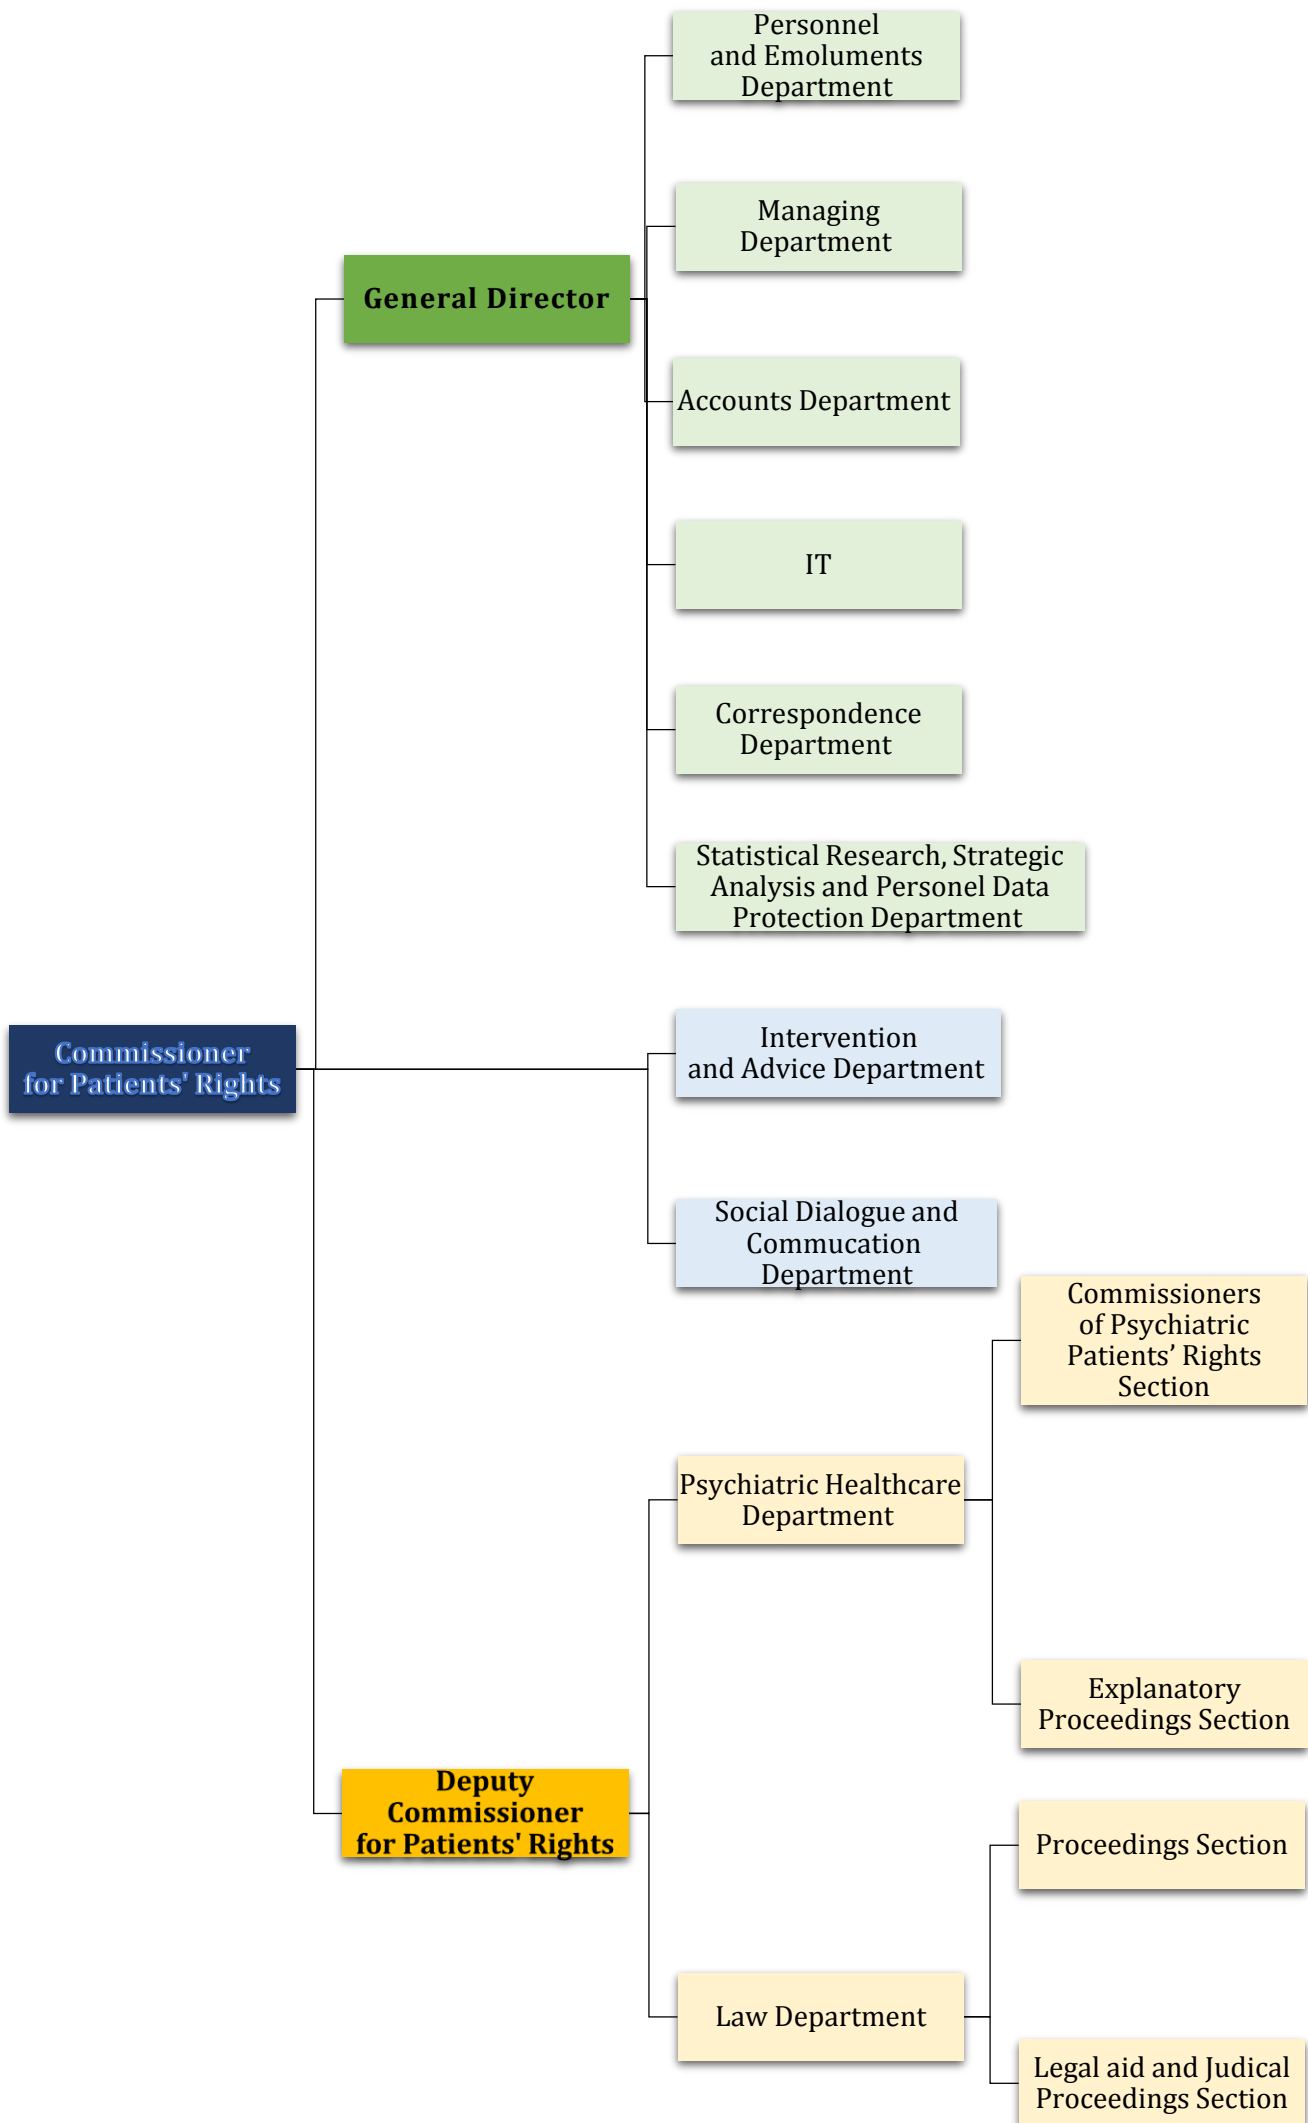 Personnel
and Emoluments
Department
Managing
Department
General Director
Accounts Department
IT
Correspondence
Department
Statistical Research, Strategic
Analysis and Personel Data
Protection Department
Commissioner
for Patients' Rights
Intervention
and Advice Department
Social Dialogue and
Commucation
Department
Commissioners
of Psychiatric
Patients’ Rights
Section
Psychiatric Healthcare
Department
Explanatory
Proceedings Section
Deputy
Commissioner
for Patients' Rights
Proceedings Section
Law Department
Legal aid and Judical
Proceedings Section